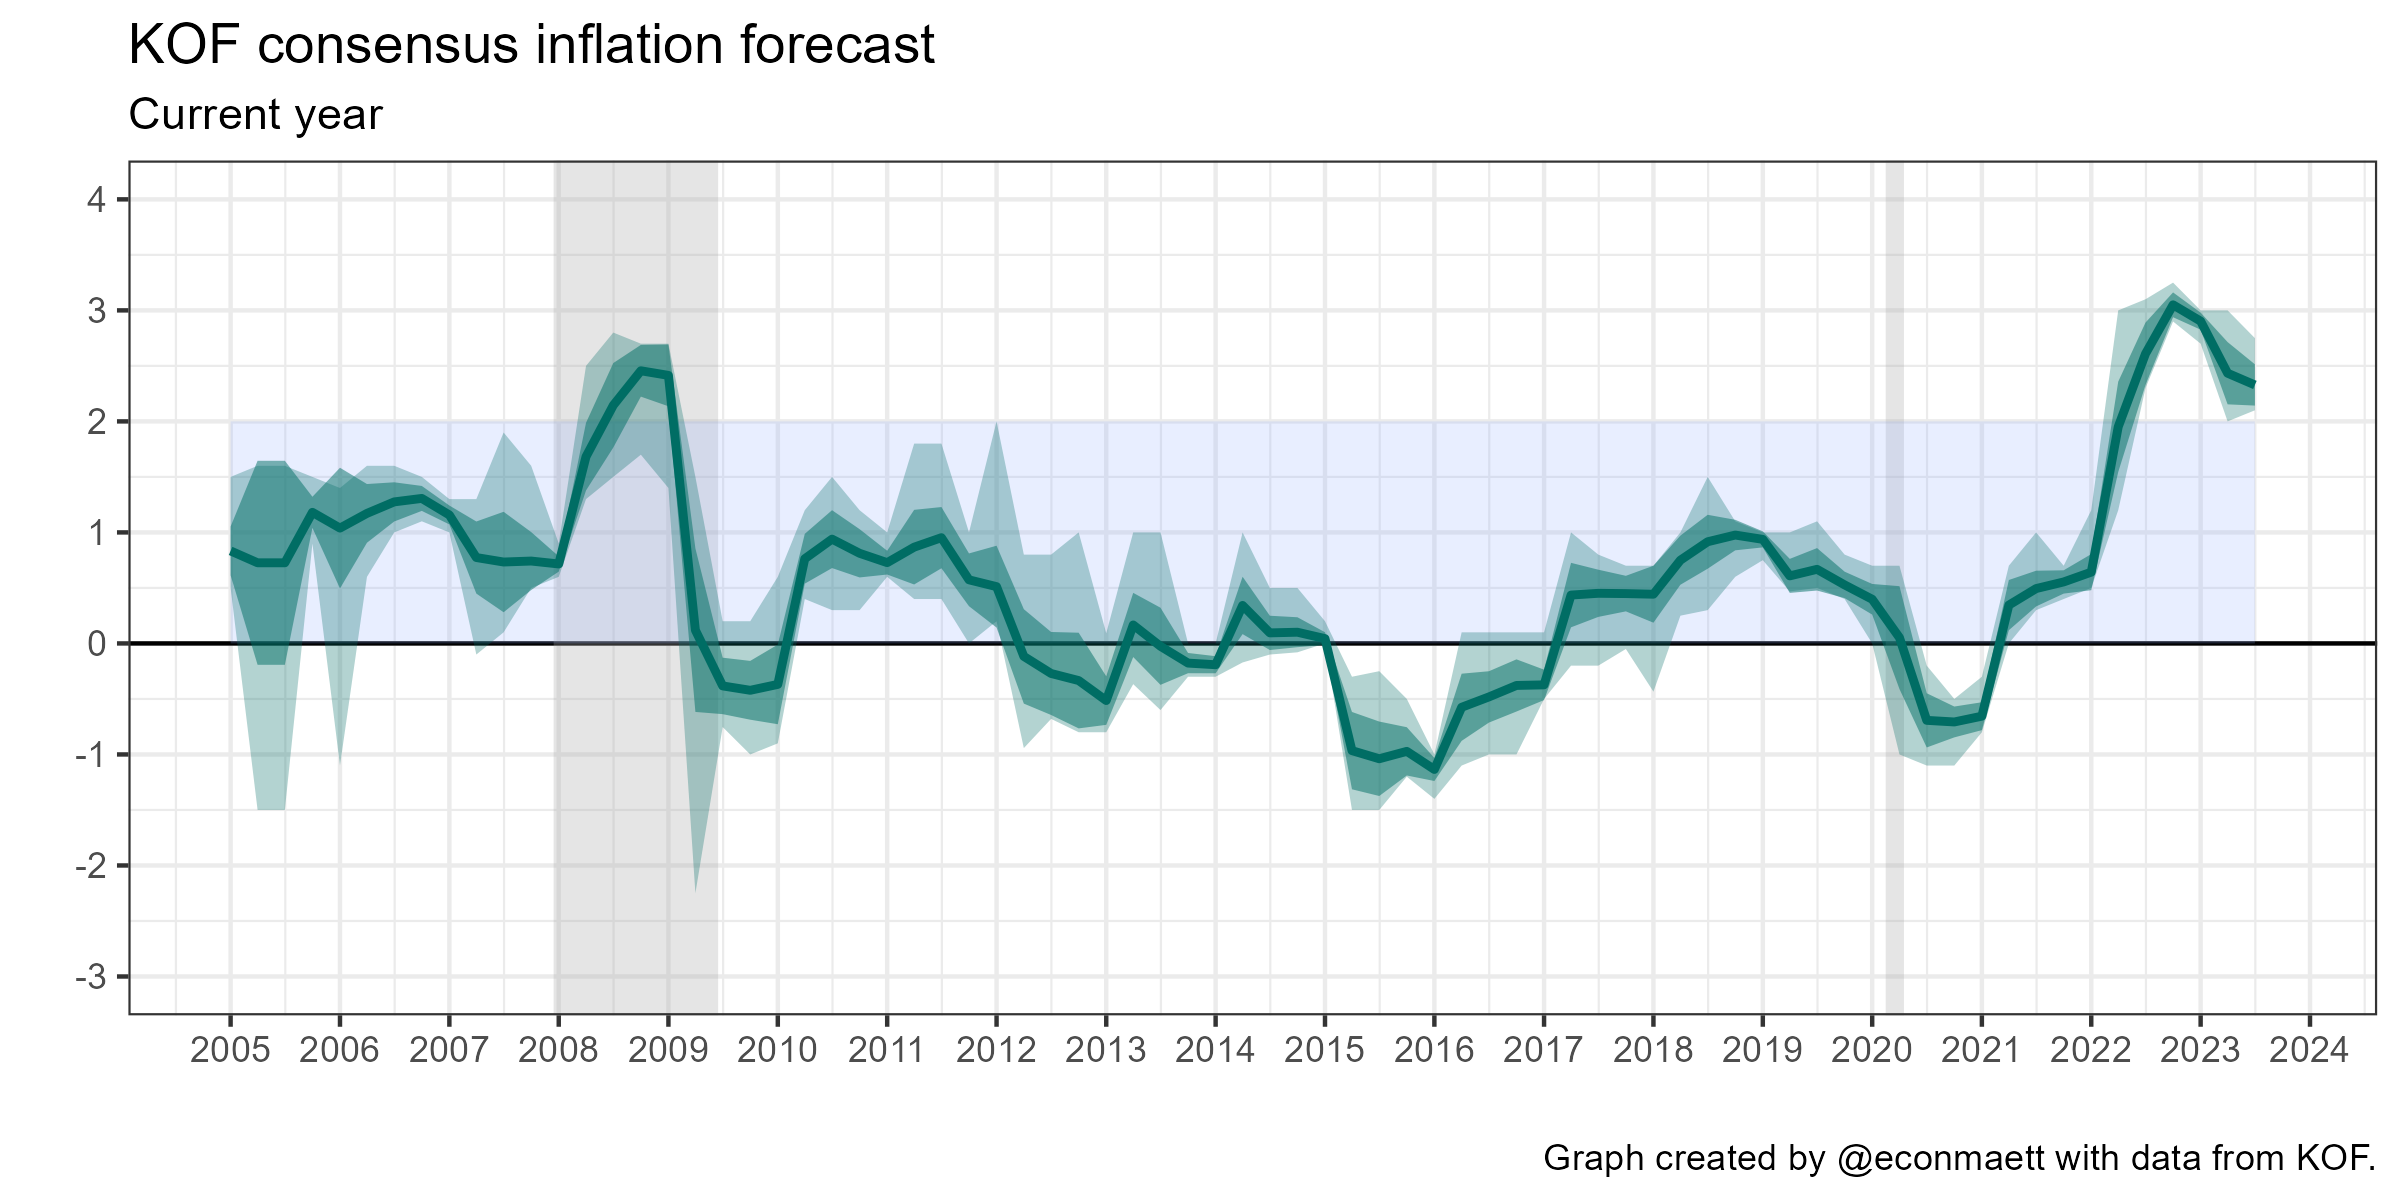 KOF consensus inflation forecast
Current year
4
3
2
1
0
-1
-2
-3
2005 2006 2007 2008 2009 2010 2011 2012 2013 2014 2015 2016 2017 2018 2019 2020 2021 2022 2023 2024
Graph created by @econmaett with data from KOF.